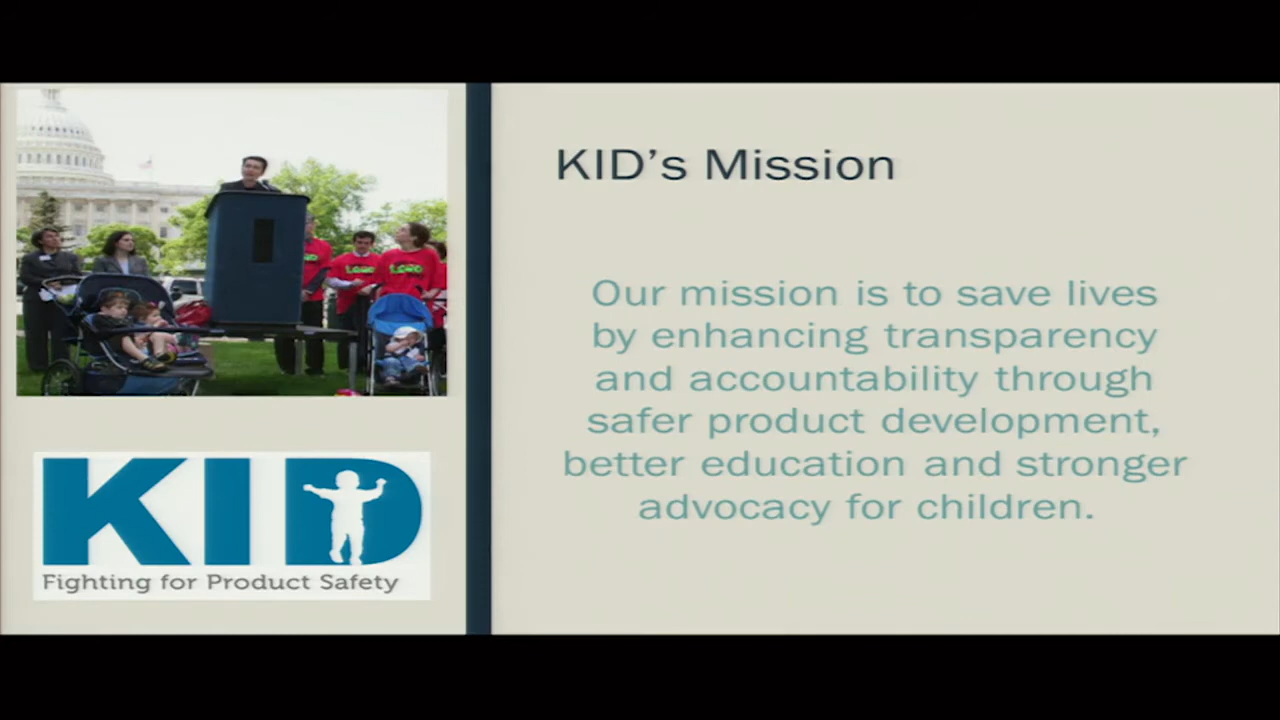 KID's Mission
Our mission is to save lives
by enhancing transparency
and accountability through
safer product development,
better education and stronger
advocacy for children.
KID
Fighting for Product Safety